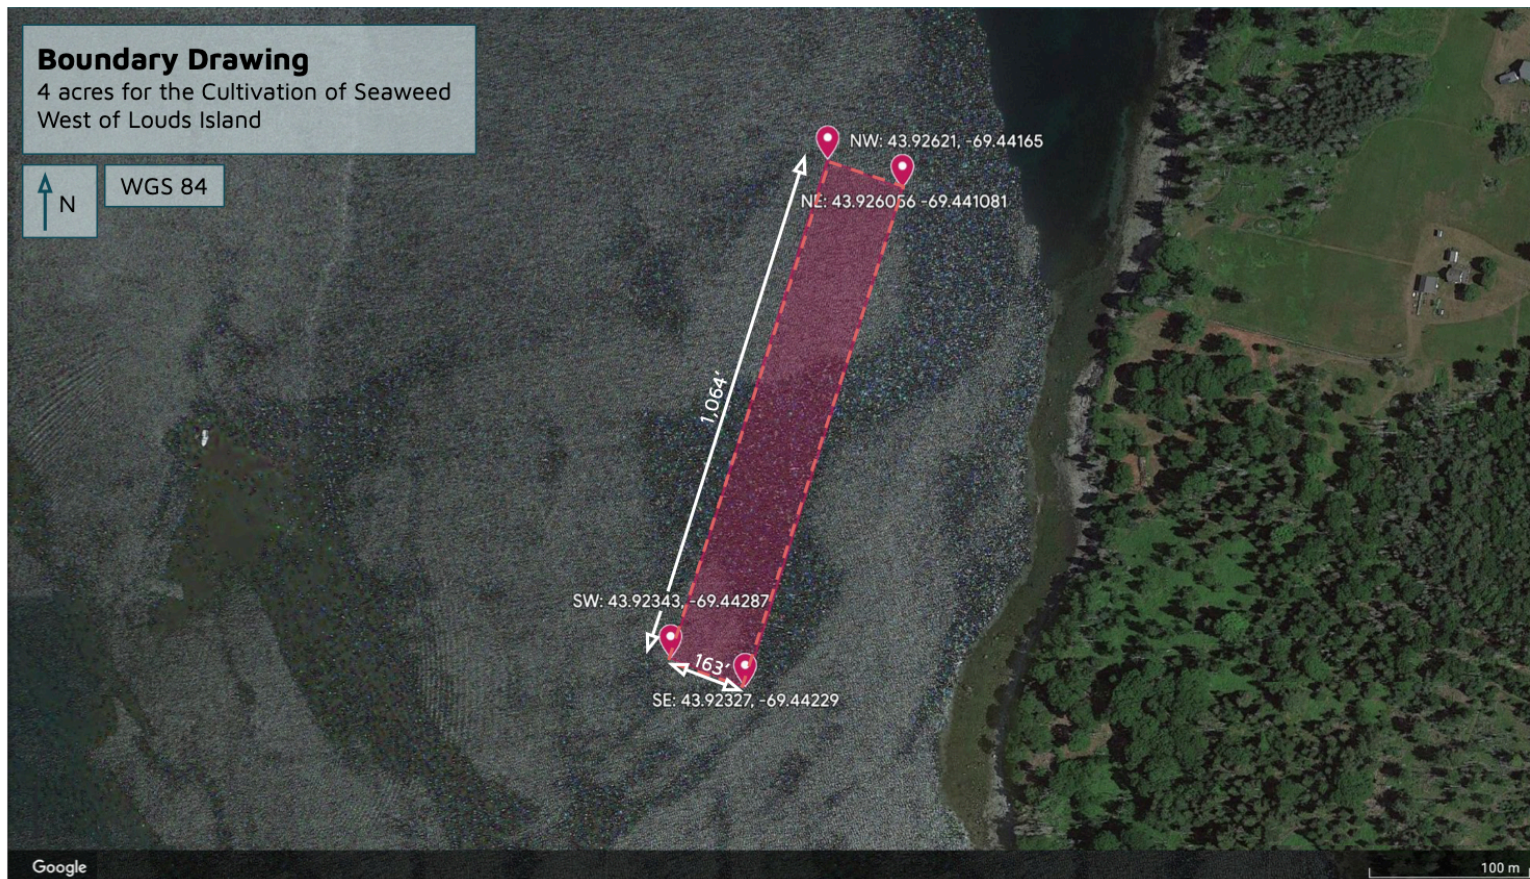 Boundary Drawing
4 acres for the Cultivation of Seaweed
West of Louds Island
N
WGS 84
NW: 43.92621, -69.44165
NE: 43.926056 -69.441081
1,064'
SW: 43.92343, -69.44287
163'
SE: 43.92327, -69.44229
Google
100 m